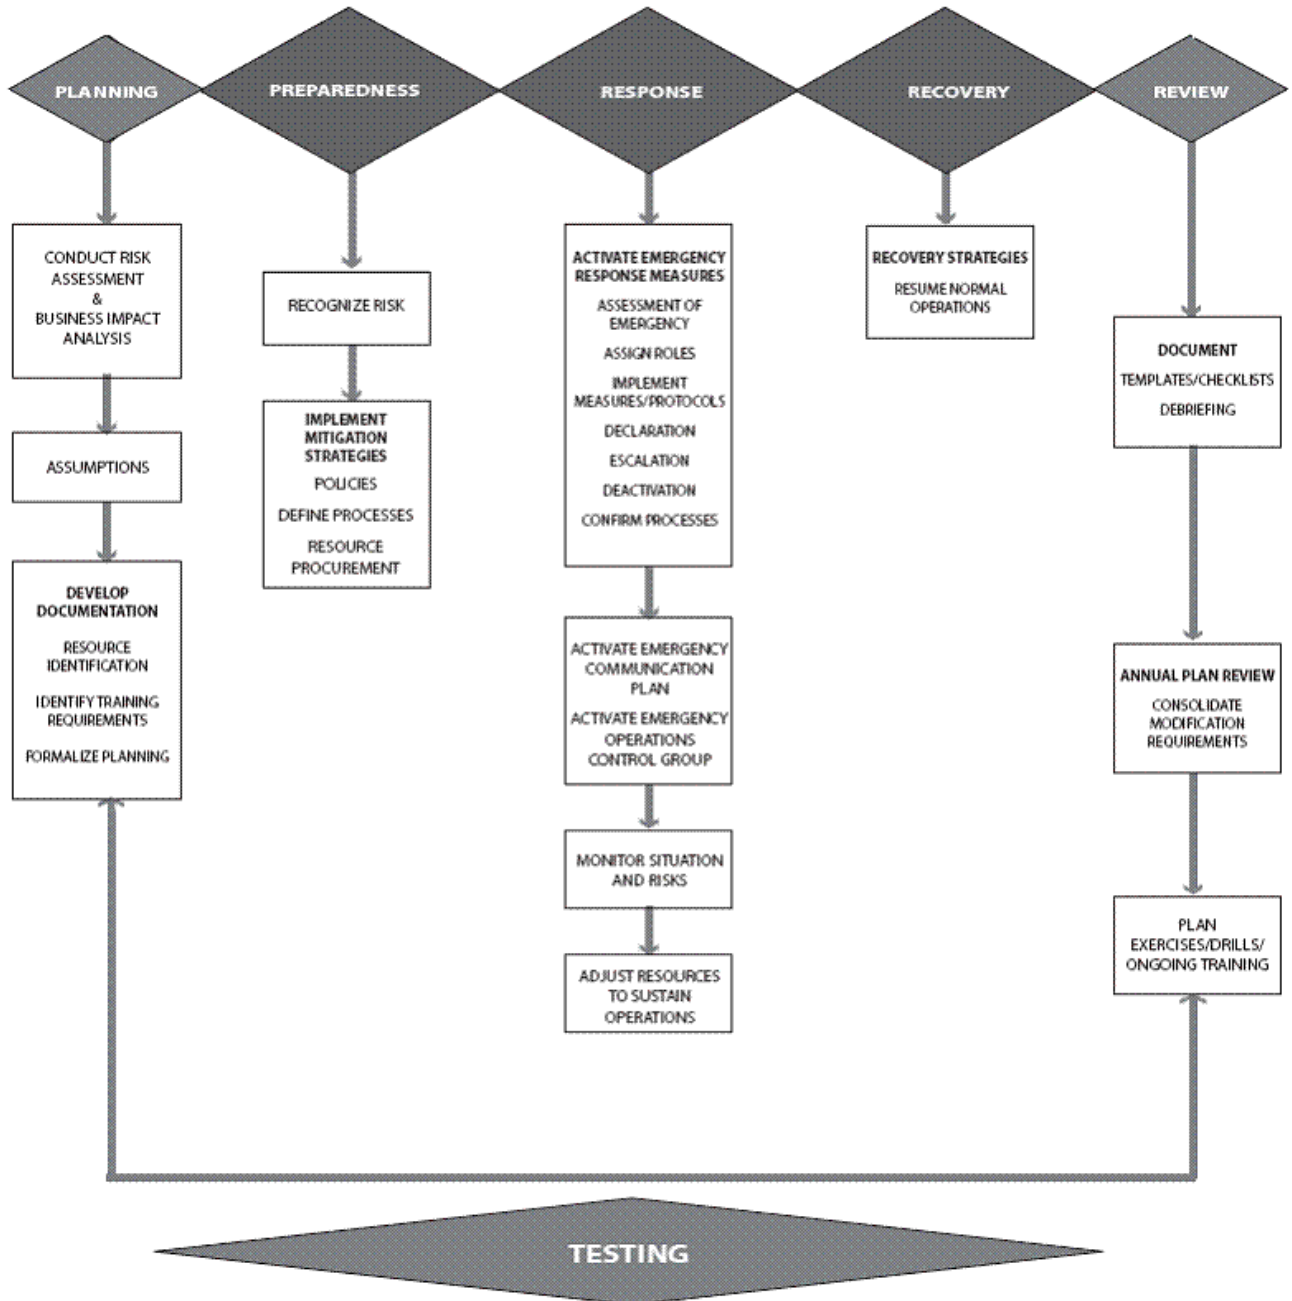 PLANNING
PREPAREDNESS
RESPONSE
RECOVERY
REVIEW
CONDUCT RISK
ASSESSMENT
&
BUSINESS IMPACT
ANALYSIS
ASSUMPTIONS
DEVELOP
DOCUMENTATION
RESOURCE
IDENTIFICATION
IDENTIFY TRAINING
REQUIREMENTS
FORMALIZE PLANNING
RECOGNIZE RISK
IMPLEMENT
MITIGATION
STRATEGIES
POLICIES
DEFINE PROCESSES
RESOURCE
PROCUREMENT
ACTIVATE EMERGENCY
RESPONSE MEASURES
ASSESSMENT OF
EMERGENCY
ASSIGN ROLES
IMPLEMENT
MEASURES/PROTOCOLS
DECLARATION
ESCALATION
DEACTIVATION
CONFIRM PROCESSES
ACTIVATE EMERGENCY
COMMUNICATION
PLAN
ACTIVATE EMERGENCY
OPERATIONS
CONTROL GROUP
MONITOR SITUATION
AND RISKS
ADJUST RESOURCES
TO SUSTAIN
OPERATIONS
RECOVERY STRATEGIES
RESUME NORMAL
OPERATIONS
DOCUMENT
TEMPLATES/CHECKLISTS
DEBRIEFING
ANNUAL PLAN REVIEW
CONSOLIDATE
MODIFICATION
REQUIREMENTS
PLAN
EXERCISES/DRILLS/
ONGOING TRAINING
TESTING